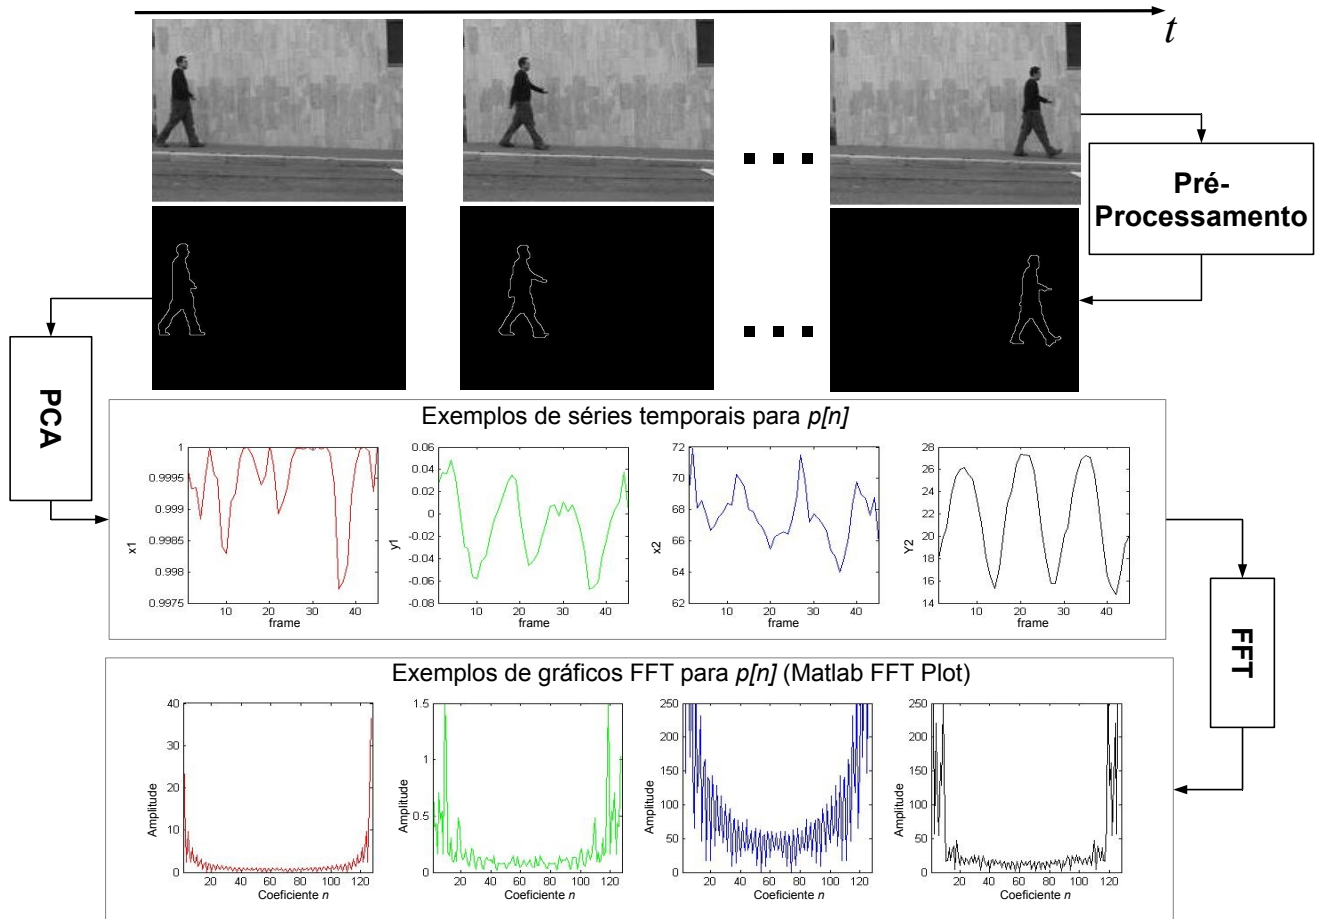 t
Pré-
Processamento
PCA
Exemplos de séries temporais para p[n]
1
0.9995
0.999
0.9985
0.998
0.9975
x1
10 20 30 40
frame
0.06
0.04
0.02
0
-0.02
-0.04
-0.06
-0.08
y1
10 20 30 40
frame
72
70
68
66
64
62
x2
10 20 30 40
frame
28
26
24
22
20
18
16
14
Y2
10 20 30 40
frame
FFT
Exemplos de gráficos FFT para p[n] (Matlab FFT Plot)
40
30
20
10
0
Amplitude
20 40 60 80 100 120
Coeficiente n
1.5
1
0.5
0
Amplitude
20 40 60 80 100 120
Coeficiente n
250
200
150
100
50
0
Amplitude
20 40 60 80 100 120
Coeficiente n
250
200
150
100
50
0
Amplitude
20 40 60 80 100 120
Coeficiente n